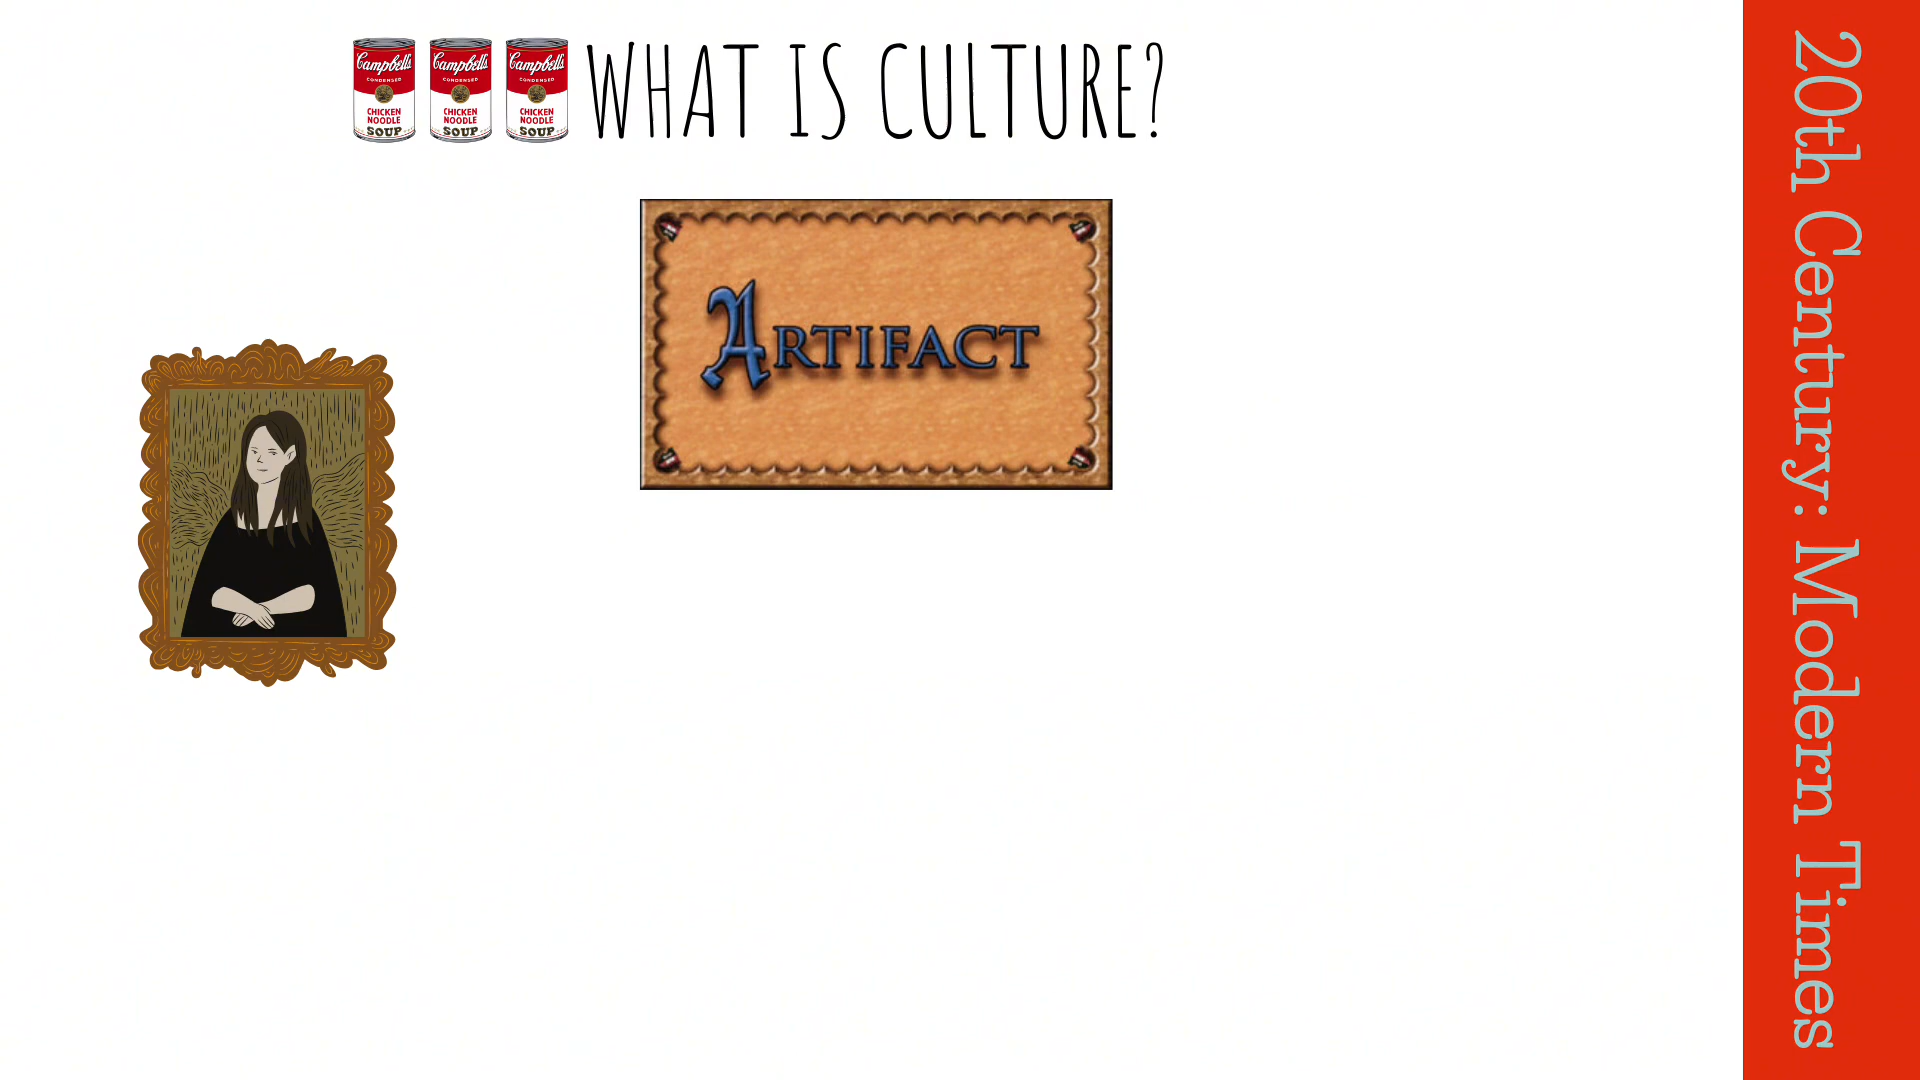 Campbell's Campbell's Campbell's
CONDENSED CONDENSED CONDENSED
CHICKEN CHICKEN CHICKEN
NOODLE NOODLE NOODLE
SOUP SOUP SOUP
WHAT IS CULTURE?
ARTIFACT
20th Century: Modern Times